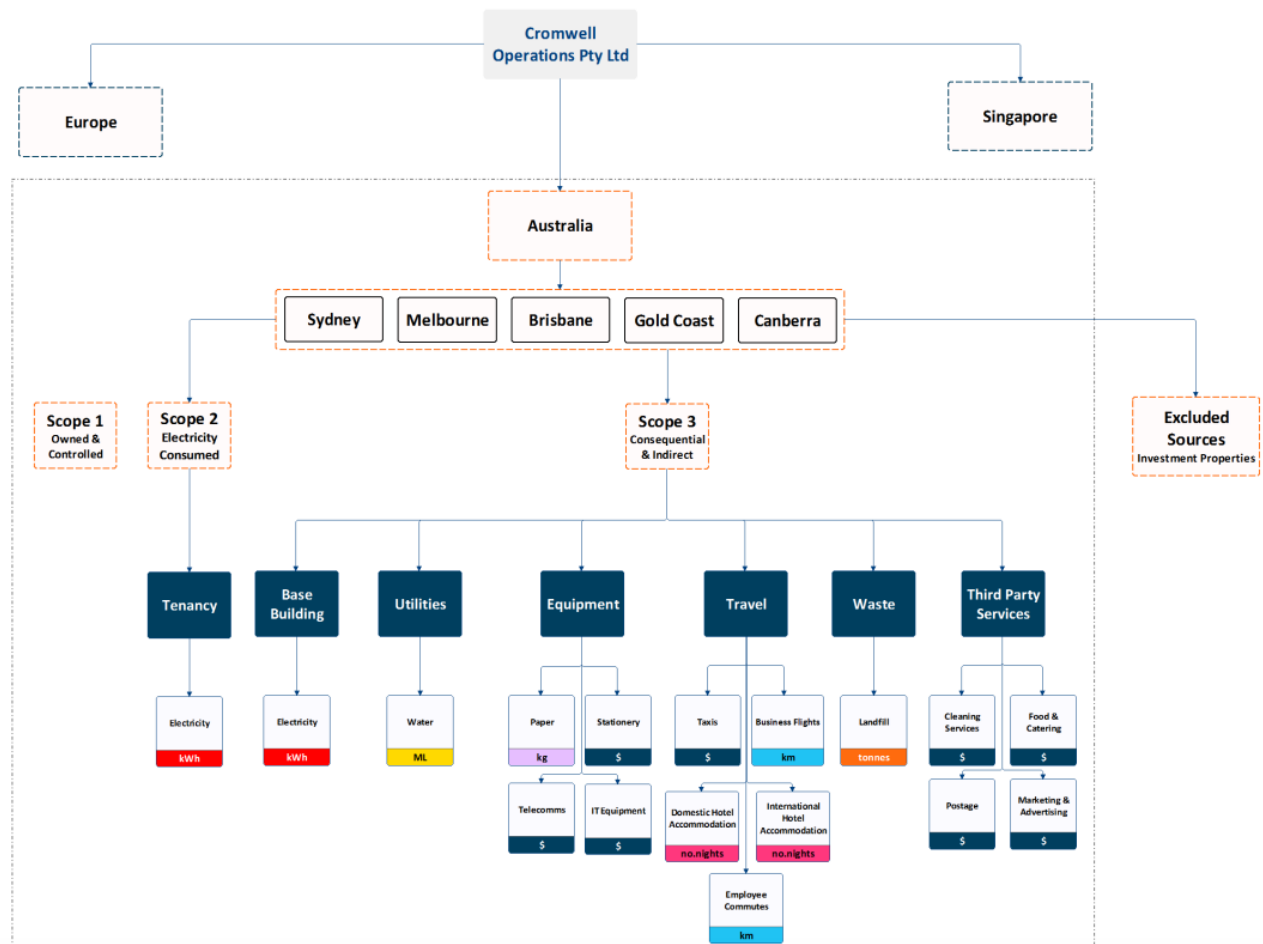 Cromwell
Operations Pty Ltd
Europe
Singapore
Australia
Sydney
Melbourne
Brisbane
Gold Coast
Canberra
Scope 1
Owned &
Controlled
Scope 2
Electricity
Consumed
Scope 3
Consequential
& Indirect
Excluded
Sources
Investment Properties
Tenancy
Base
Building
Utilities
Equipment
Travel
Waste
Third Party
Services
Electricity
kWh
Electricity
kWh
Water
ML
Paper
kg
Stationery
$
Taxis
$
Business Flights
km
Landfill
tonnes
Cleaning
Services
$
Food &
Catering
$
Telecomms
$
IT Equipment
$
Domestic Hotel
Accommodation
no.nights
International
Hotel
Accommodation
no.nights
Postage
$
Marketing &
Advertising
$
Employee
Commutes
km